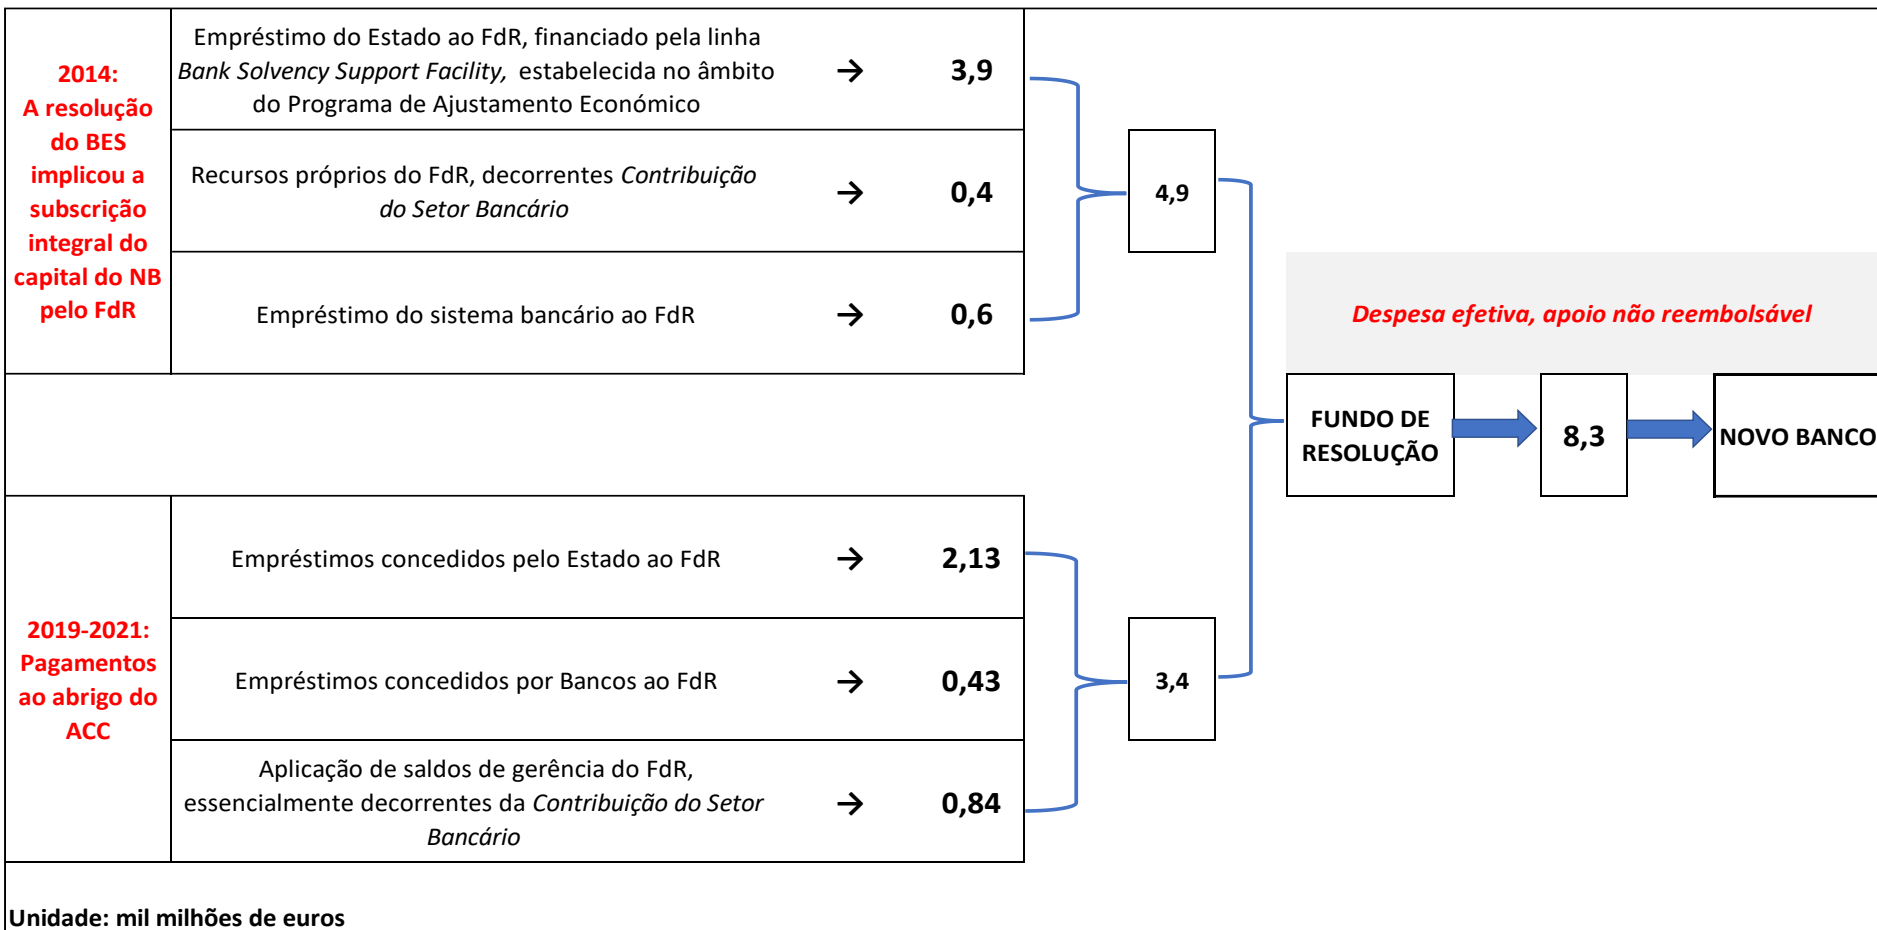 2014:
A resolução
do BES
implicou a
subscrição
integral do
capital do NB
pelo FdR
Empréstimo do Estado ao FdR, financiado pela linha
Bank Solvency Support Facility, estabelecida no âmbito
do Programa de Ajustamento Económico
→ 3,9
Recursos próprios do FdR, decorrentes Contribuição
do Setor Bancário
→ 0,4
Empréstimo do sistema bancário ao FdR → 0,6
4,9
Despesa efetiva, apoio não reembolsável
FUNDO DE
RESOLUÇÃO
8,3
NOVO BANCO
2019-2021:
Pagamentos
ao abrigo do
ACC
Empréstimos concedidos pelo Estado ao FdR → 2,13
Empréstimos concedidos por Bancos ao FdR → 0,43
Aplicação de saldos de gerência do FdR,
essencialmente decorrentes da Contribuição do Setor
Bancário
→ 0,84
3,4
Unidade: mil milhões de euros